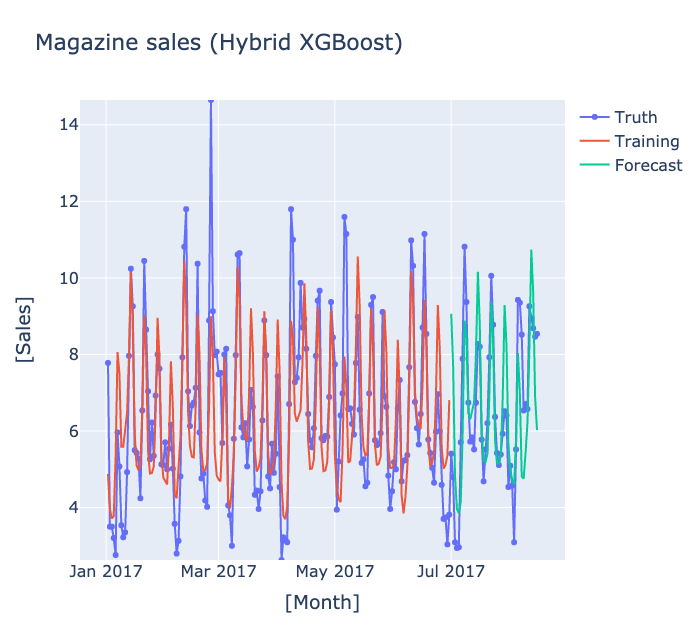 Magazine sales (Hybrid XGBoost)
Truth
Training
Forecast
14
12
10
8
6
4
[Sales]
Jan 2017
Mar 2017
May 2017
Jul 2017
[Month]